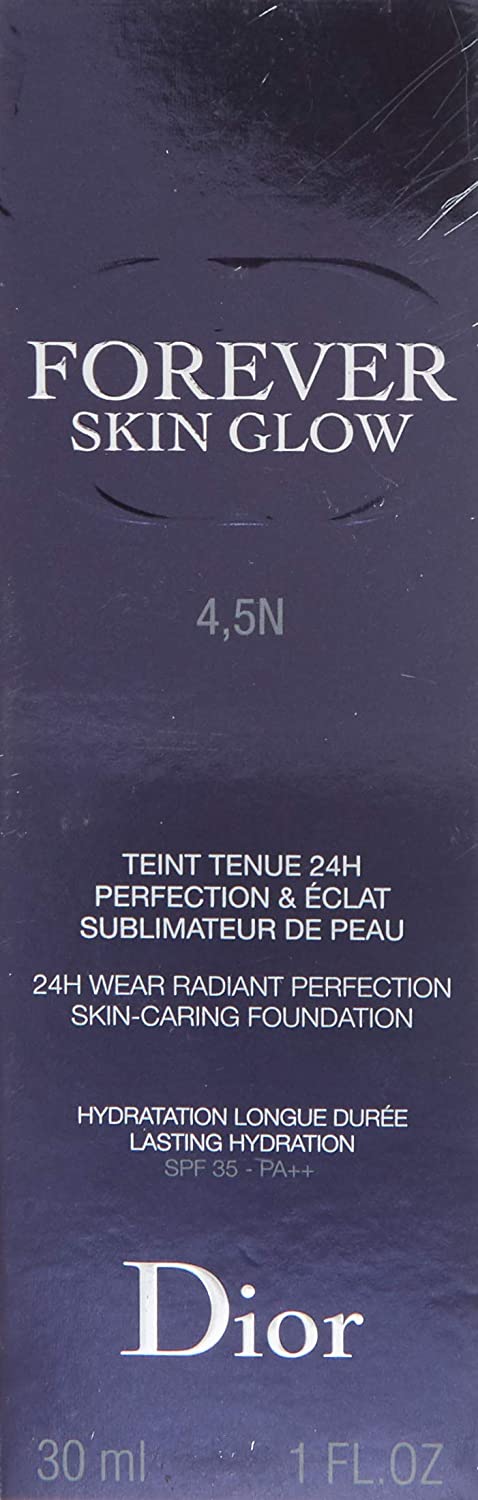 FOREVER
SKIN GLOW
4,5N
TEINT TENUE 24H
PERFECTION & ÉCLAT
SUBLIMATEUR DE PEAU
24H WEAR RADIANT PERFECTION
SKIN-CARING FOUNDATION
HYDRATATION LONGUE DURÉE
LASTING HYDRATION
SPF 35 - PA++
Dior
30 ml 1 FL.OZ